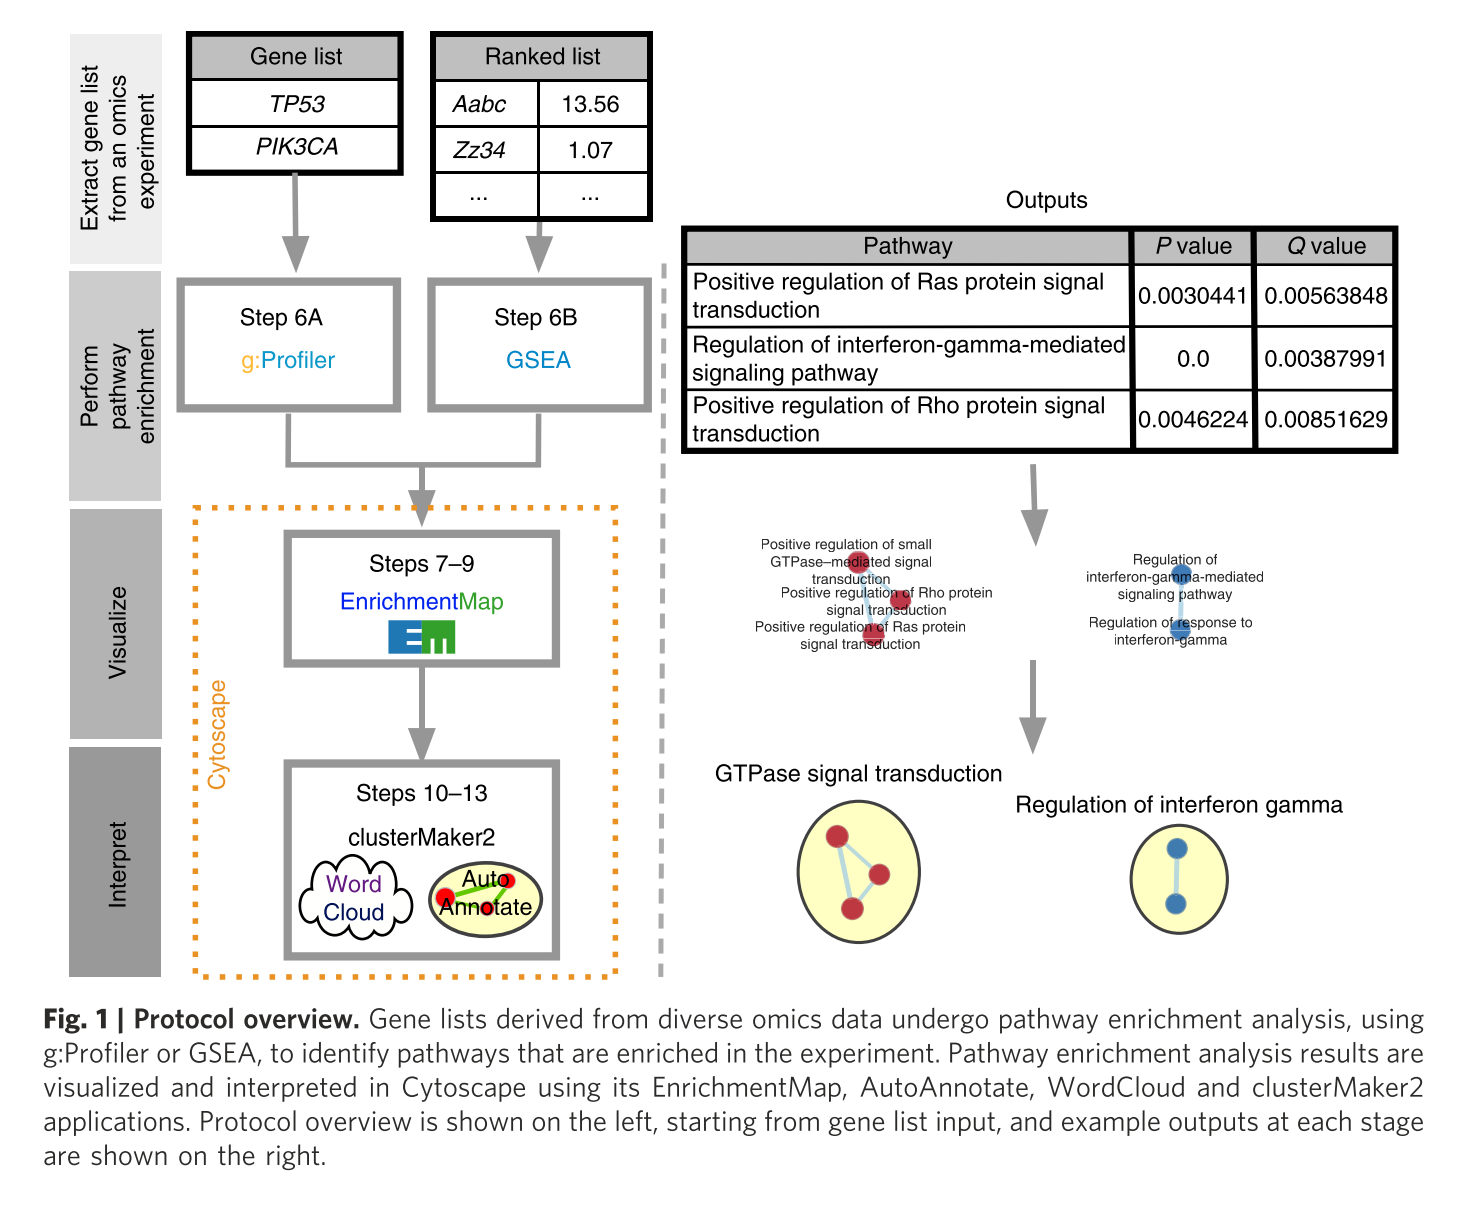 Extract gene list
from an omics
experiment
Gene list
TP53
PIK3CA
Ranked list
Aabc 13.56
Zz34 1.07
... ...
Perform
pathway
enrichment
Step 6A
g:Profiler
Step 6B
GSEA
Visualize
Cytoscape
Steps 7–9
EnrichmentMap
EM
Interpret
Steps 10–13
clusterMaker2
Word
Cloud
Auto
Annotate
Outputs
Pathway P value Q value
Positive regulation of Ras protein signal
transduction
0.0030441 0.00563848
Regulation of interferon-gamma-mediated
signaling pathway
0.0 0.00387991
Positive regulation of Rho protein signal
transduction
0.0046224 0.00851629
Positive regulation of small
GTPase–mediated signal
transduction
Positive regulation of Rho protein
signal transduction
Positive regulation of Ras protein
signal transduction
Regulation of
interferon-gamma-mediated
signaling pathway
Regulation of response to
interferon-gamma
GTPase signal transduction
Regulation of interferon gamma
Fig. 1 | Protocol overview. Gene lists derived from diverse omics data undergo pathway enrichment analysis, using
g:Profiler or GSEA, to identify pathways that are enriched in the experiment. Pathway enrichment analysis results are
visualized and interpreted in Cytoscape using its EnrichmentMap, AutoAnnotate, WordCloud and clusterMaker2
applications. Protocol overview is shown on the left, starting from gene list input, and example outputs at each stage
are shown on the right.